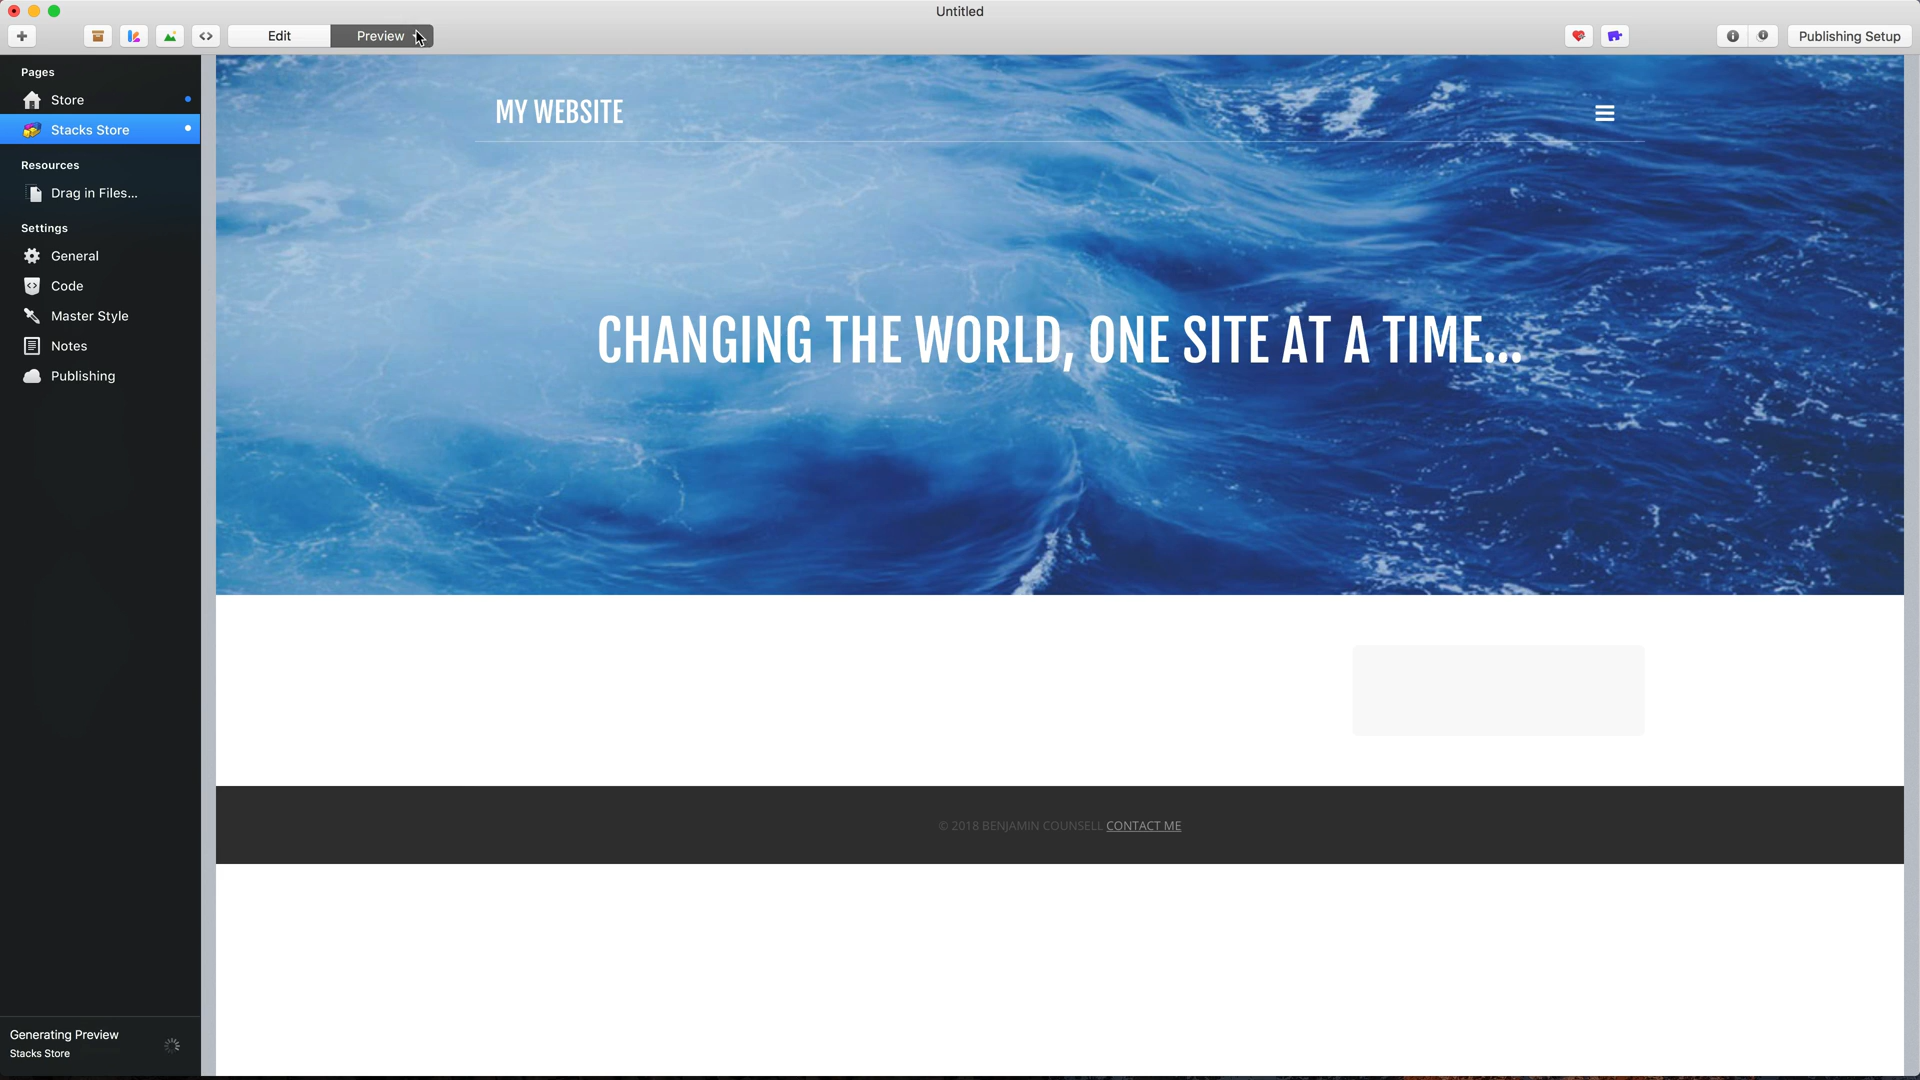 Untitled
Edit
Preview
Publishing Setup
Pages
Store
Stacks Store
Resources
Drag in Files...
Settings
General
Code
Master Style
Notes
Publishing
MY WEBSITE
CHANGING THE WORLD, ONE SITE AT A TIME...
© 2018 BENJAMIN COUNSELL CONTACT ME
Generating Preview
Stacks Store